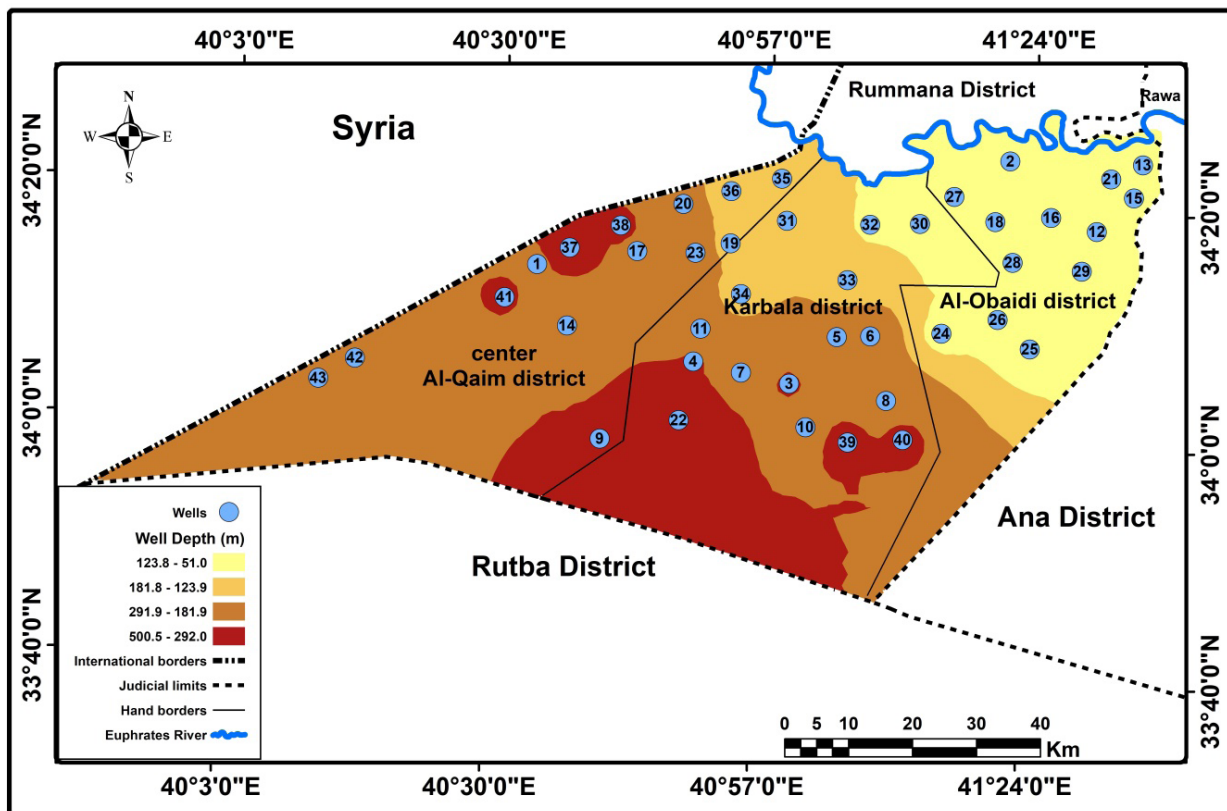 40°3'0"E 40°30'0"E 40°57'0"E 41°24'0"E
Rummana District
Rawa
Syria
N
W E
S
34°20'0"N
34°20'0"N
34°0'0"N
34°0'0"N
33°40'0"N
33°40'0"N
2
13
35
21
36
27
15
20
38
31
32
30
18
16
12
37
17
23
19
1
28
29
41
34
33
Karbala district
Al-Obaidi district
14
11
5
6
24
26
25
center
Al-Qaim district
42
43
4
7
3
8
22
10
9
39
40
Ana District
Rutba District
Wells
Well Depth (m)
123.8 - 51.0
181.8 - 123.9
291.9 - 181.9
500.5 - 292.0
International borders
Judicial limits
Hand borders
Euphrates River
0 5 10 20 30 40
Km
40°3'0"E 40°30'0"E 40°57'0"E 41°24'0"E